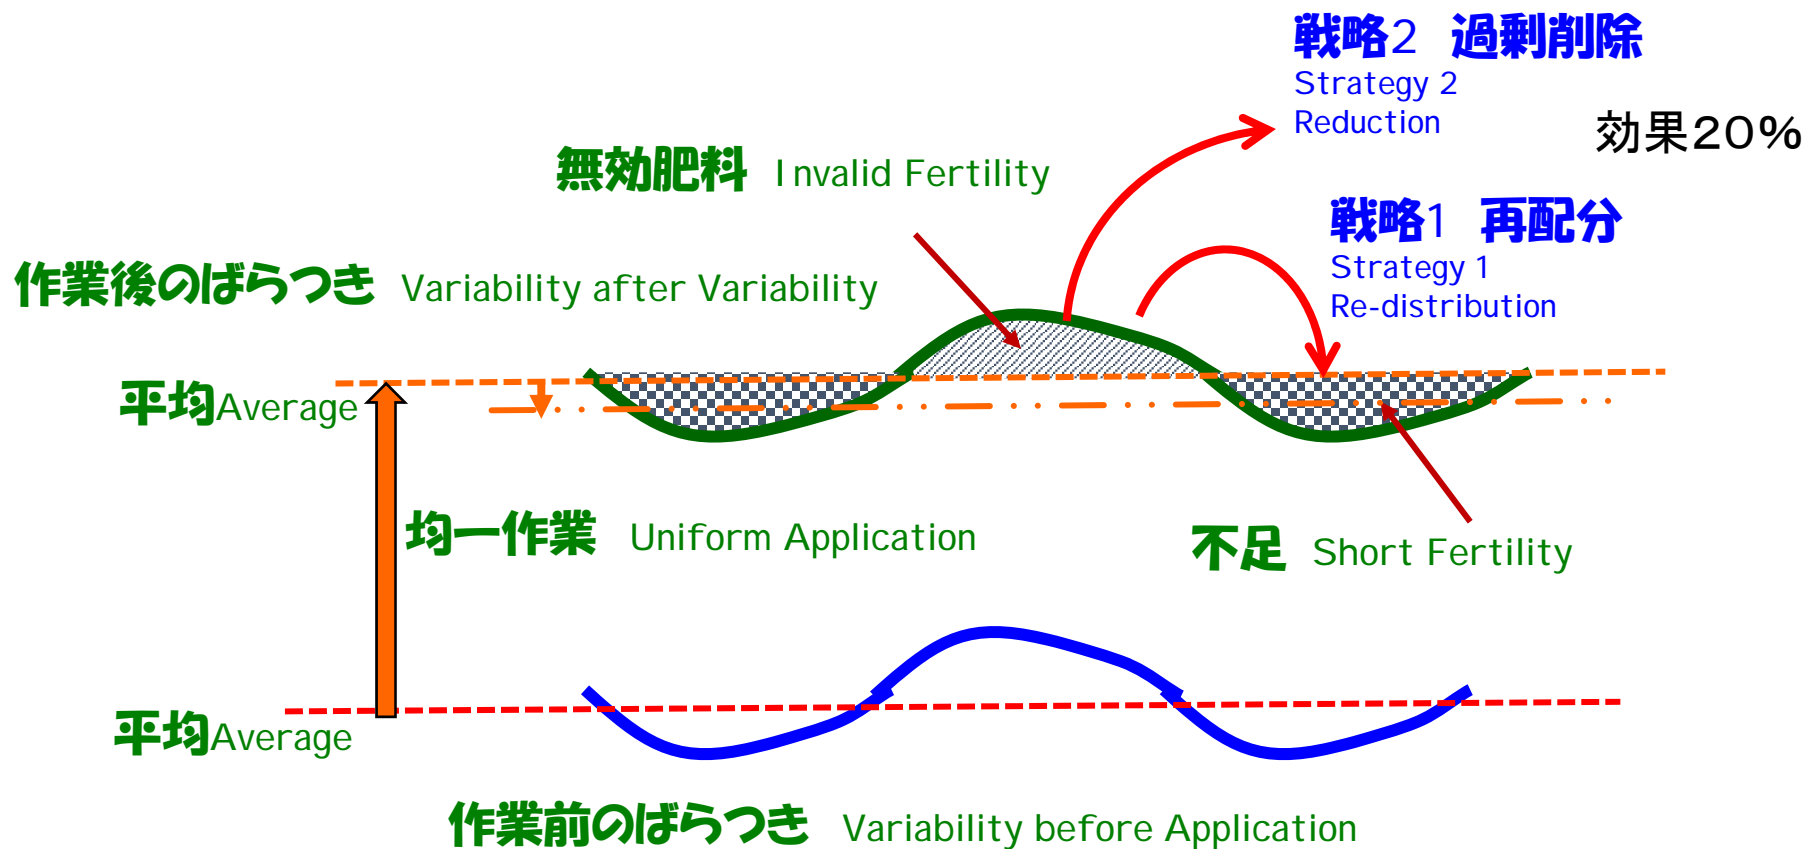 戦略2 過剰削除
Strategy 2
Reduction
効果20%
無効肥料 Invalid Fertility
戦略1 再配分
Strategy 1
Re-distribution
作業後のばらつき Variability after Variability
平均Average
均一作業 Uniform Application
不足 Short Fertility
平均Average
作業前のばらつき Variability before Application